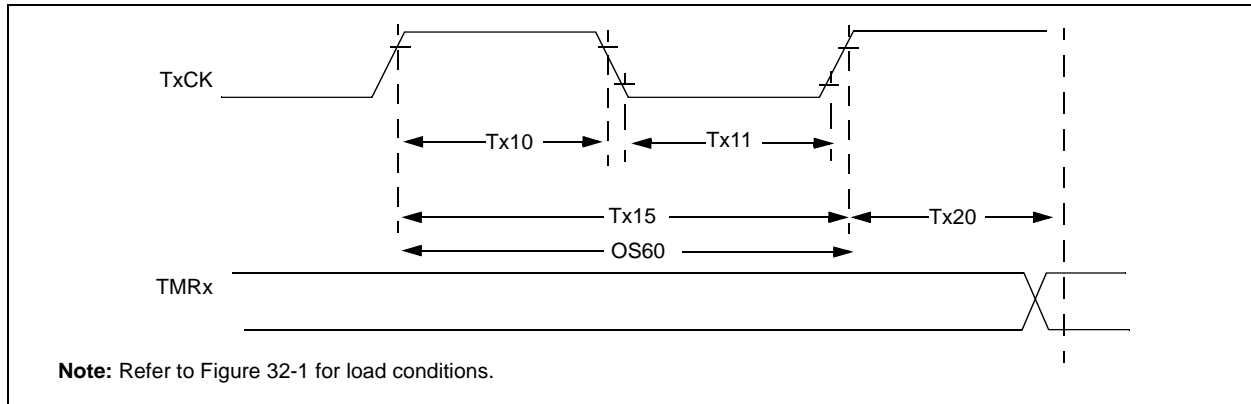 TxCK
Tx10
Tx11
Tx15
Tx20
OS60
TMRx
Note: Refer to Figure 32-1 for load conditions.